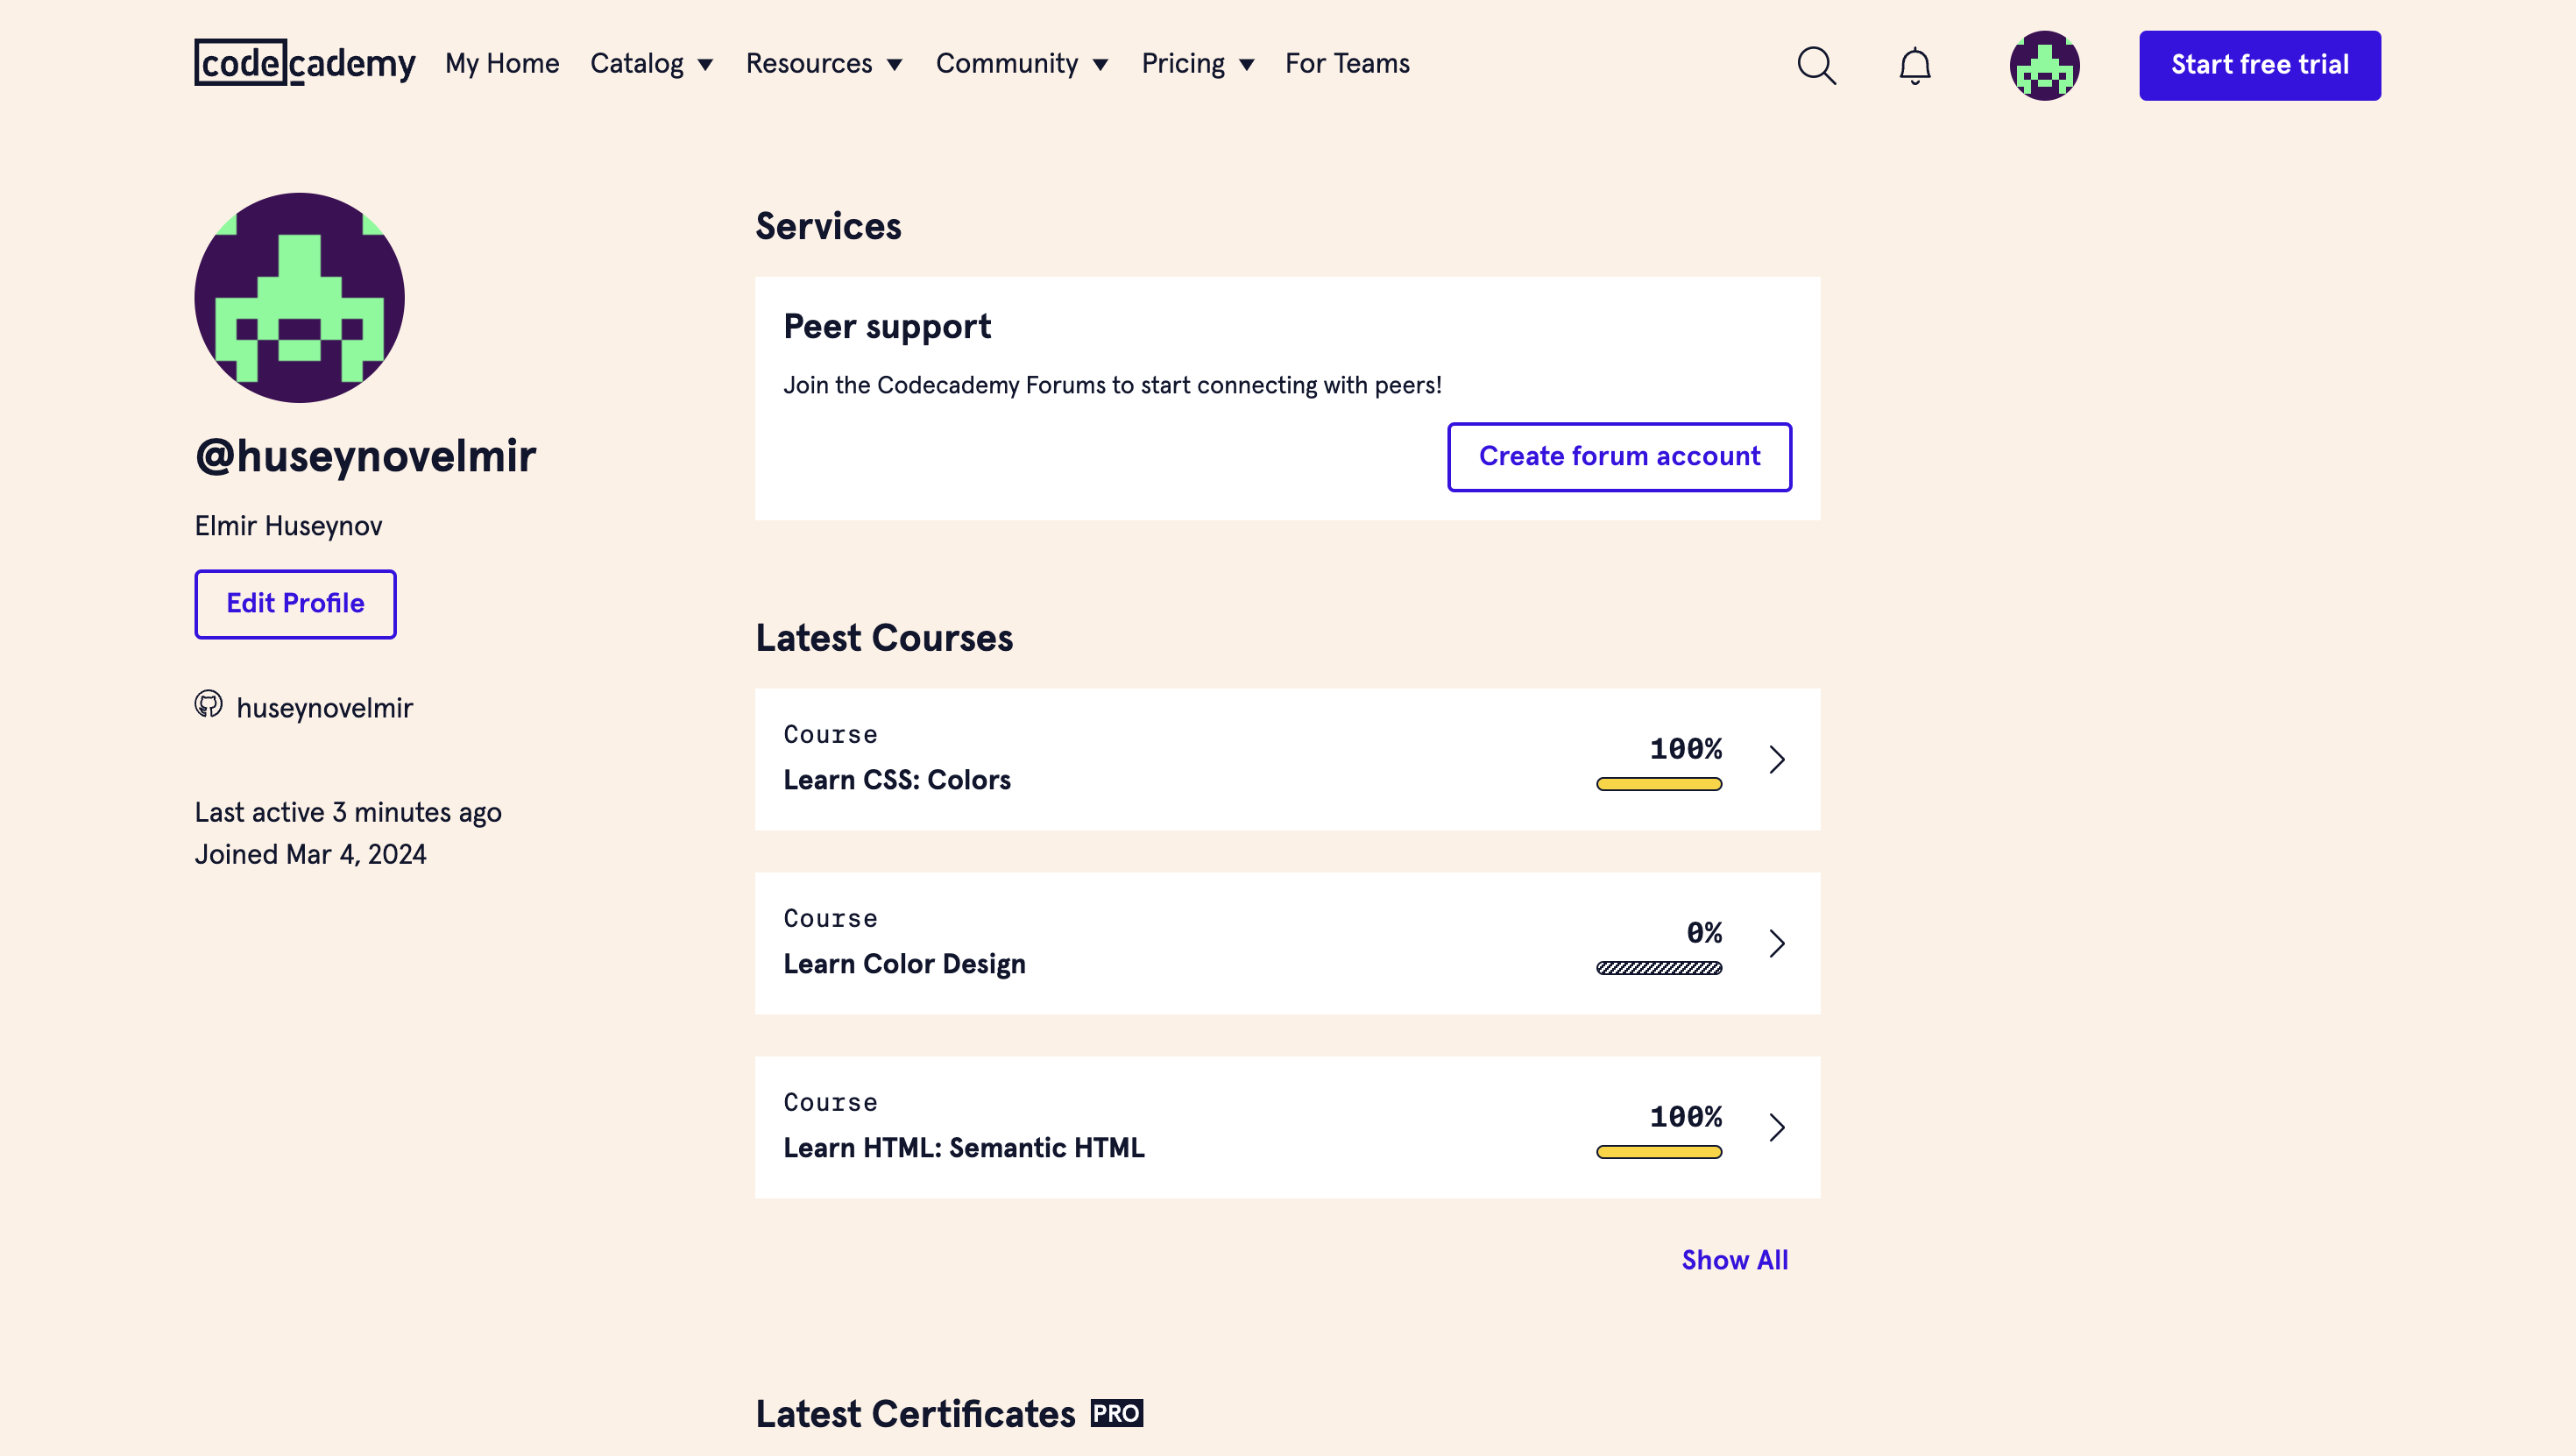 codecademy My Home Catalog Resources Community Pricing For Teams Start free trial
@huseynovelmir
Elmir Huseynov
Edit Profile
huseynovelmir
Last active 3 minutes ago
Joined Mar 4, 2024
Services
Peer support
Join the Codecademy Forums to start connecting with peers!
Create forum account
Latest Courses
Course
Learn CSS: Colors
100%
Course
Learn Color Design
0%
Course
Learn HTML: Semantic HTML
100%
Show All
Latest Certificates PRO